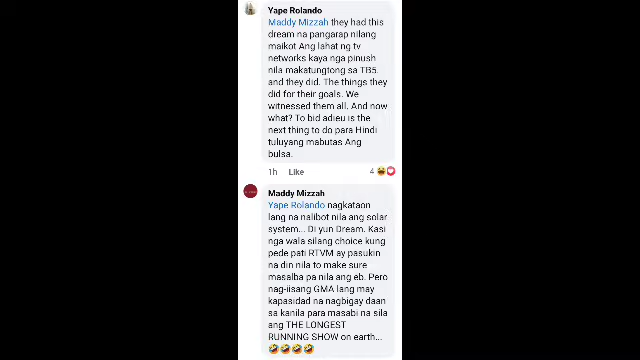 Yape Rolando
Maddy Mizzah they had this
dream na pangarap nilang
maikot Ang lahat ng tv
networks kaya nga pinush
nila makatungtong sa TB5.
and they did. The things they
did for their goals. We
witnessed them all. And now
what? To bid adieu is the
next thing to do para Hindi
tuluyang mabutas Ang
bulsa.
1h Like 4
Maddy Mizzah
Yape Rolando nagkataon
lang na nalibot nila ang solar
system... Di yun Dream. Kasi
nga wala silang choice kung
pede pati RTVM ay pasukin
na din nila to make sure
masalba pa nila ang eb. Pero
nag-iisang GMA lang may
kapasidad na nagbigay daan
sa kanila para masabi na sila
ang THE LONGEST
RUNNING SHOW on earth...
🤣🤣🤣🤣